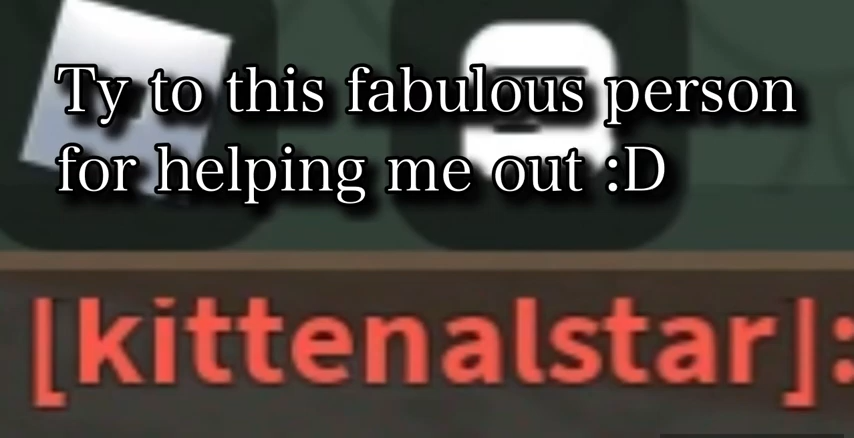 Ty to this fabulous person
for helping me out :D
[kittenalstar]: